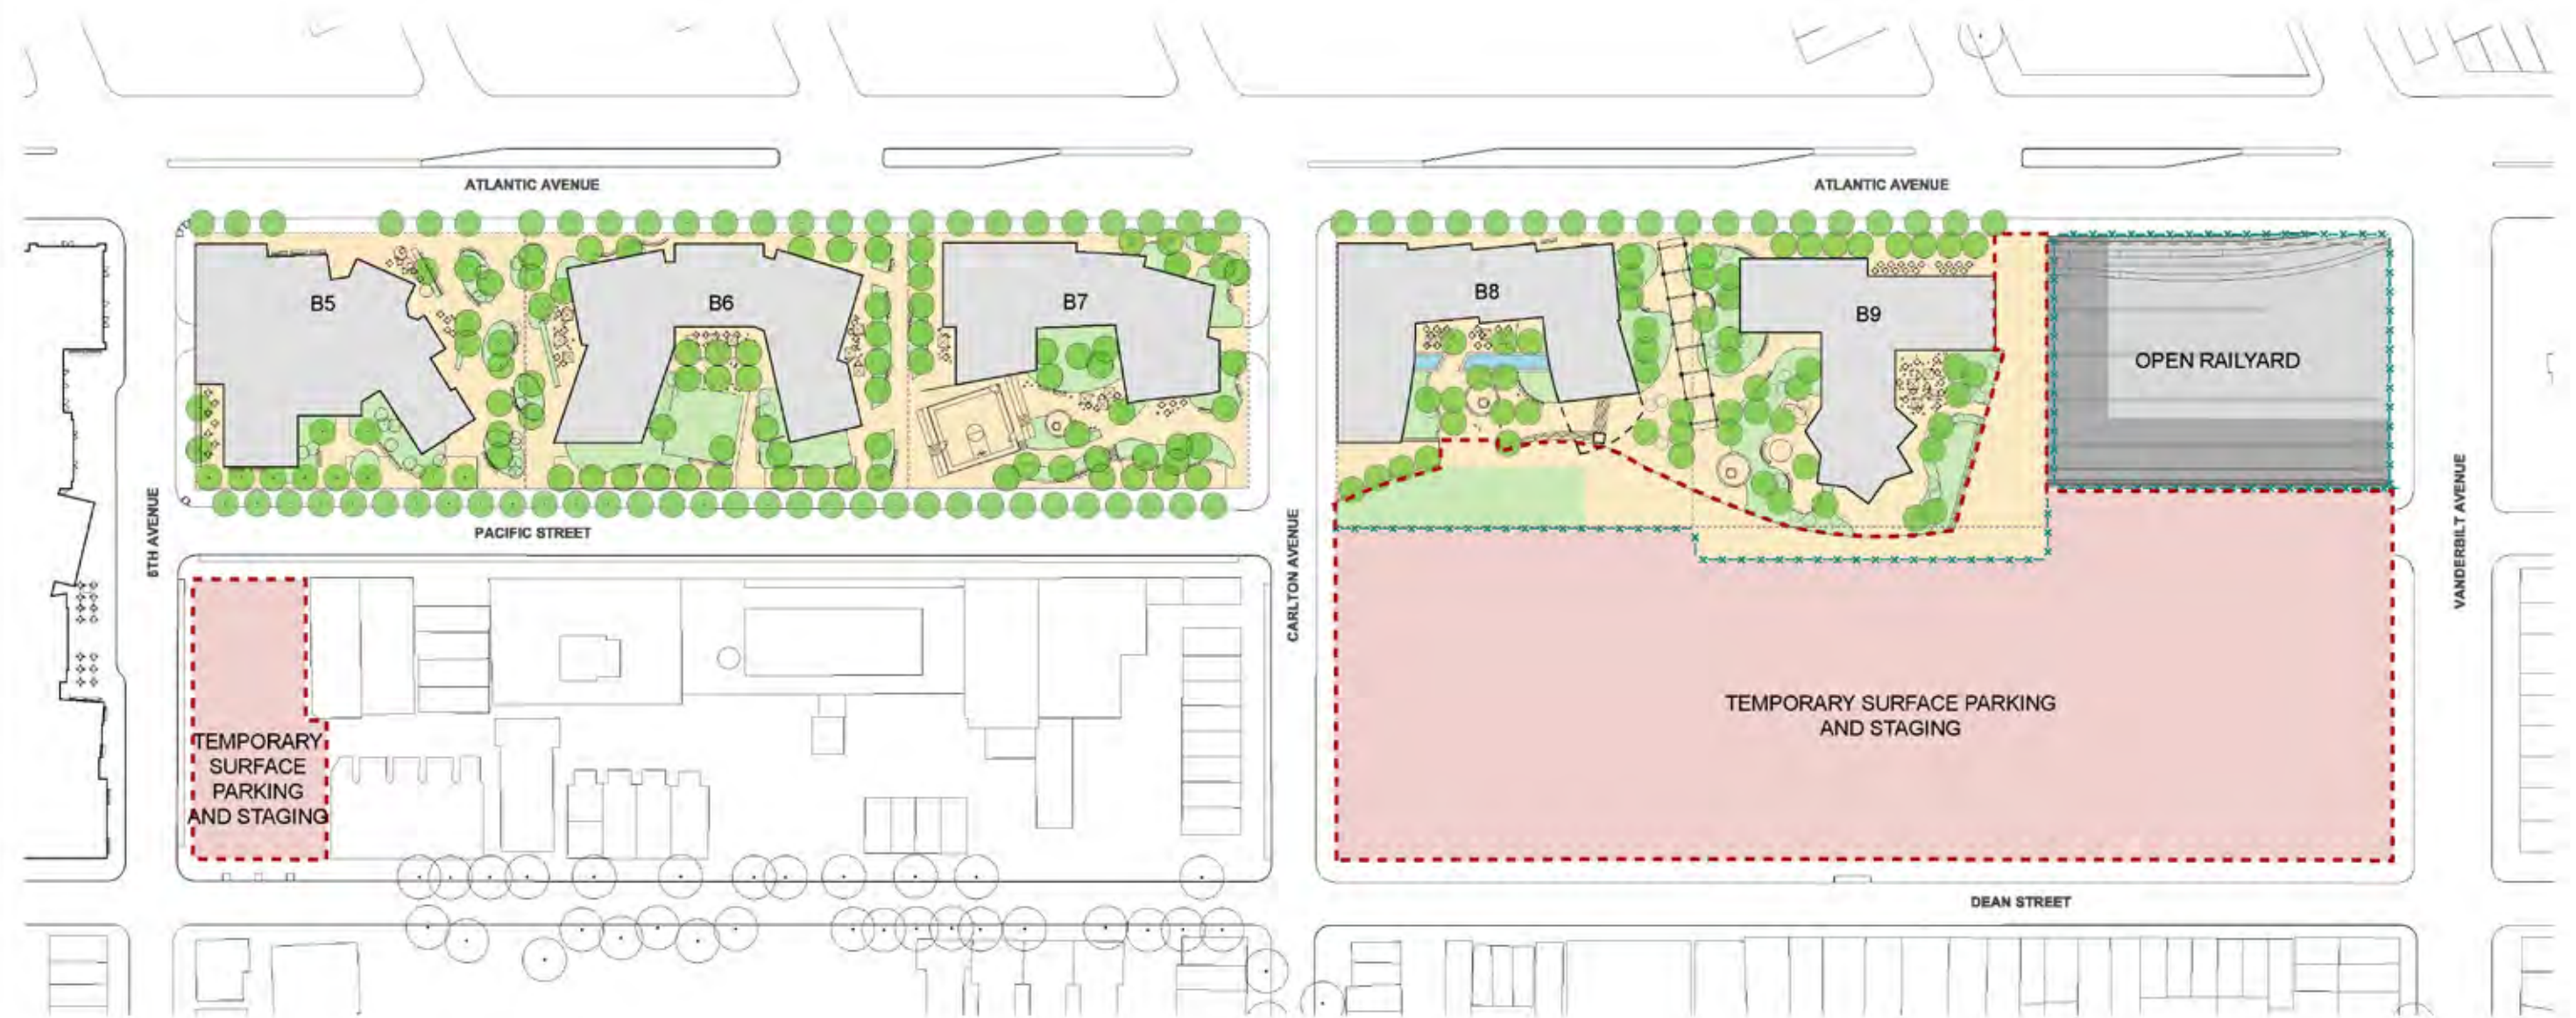 ATLANTIC AVENUE
ATLANTIC AVENUE
B5
B6
B7
B8
B9
OPEN RAILYARD
6TH AVENUE
PACIFIC STREET
CARLTON AVENUE
VANDERBILT AVENUE
TEMPORARY
SURFACE
PARKING
AND STAGING
TEMPORARY SURFACE PARKING
AND STAGING
DEAN STREET